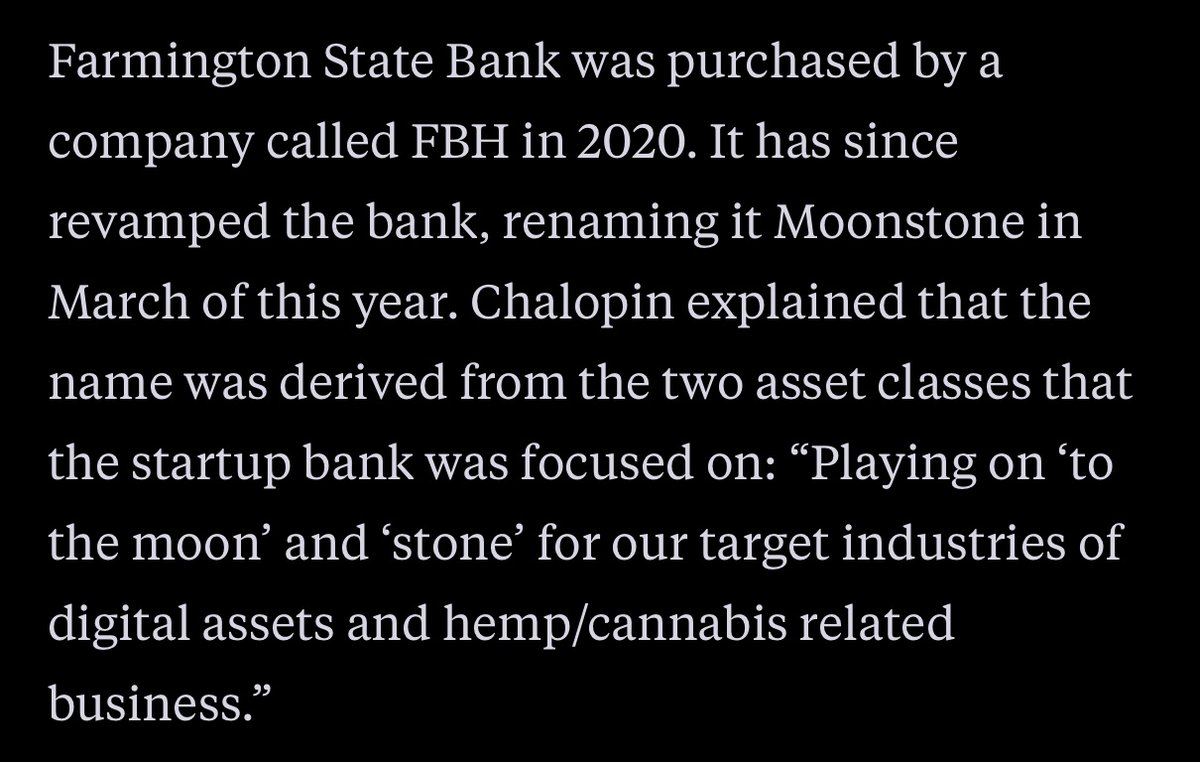 Farmington State Bank was purchased by a
company called FBH in 2020. It has since
revamped the bank, renaming it Moonstone in
March of this year. Chalopin explained that the
name was derived from the two asset classes that
the startup bank was focused on: “Playing on ‘to
the moon’ and ‘stone’ for our target industries of
digital assets and hemp/cannabis related
business.”